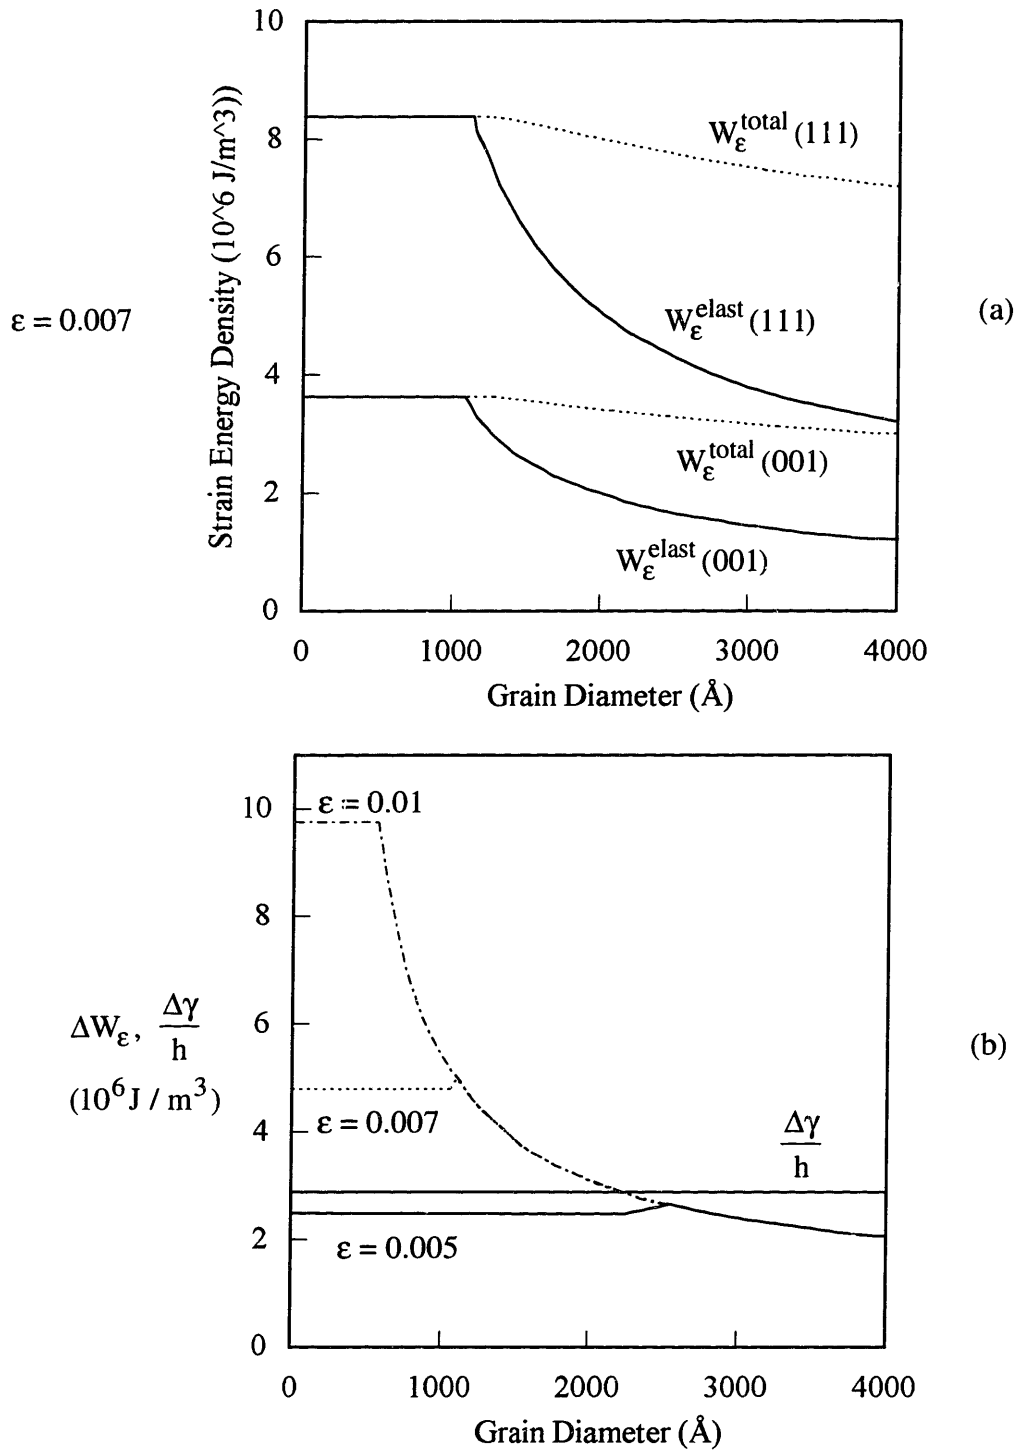 10
8
6
4
2
0
Strain Energy Density (10^6 J/m^3))
ε = 0.007
W_ε^total (111)
W_ε^elast (111)
W_ε^total (001)
W_ε^elast (001)
(a)
0 1000 2000 3000 4000
Grain Diameter (Å)
10
8
6
4
2
0
ΔW_ε, Δγ/h
(10^6 J / m^3)
ε = 0.01
ε = 0.007
Δγ/h
ε = 0.005
(b)
0 1000 2000 3000 4000
Grain Diameter (Å)